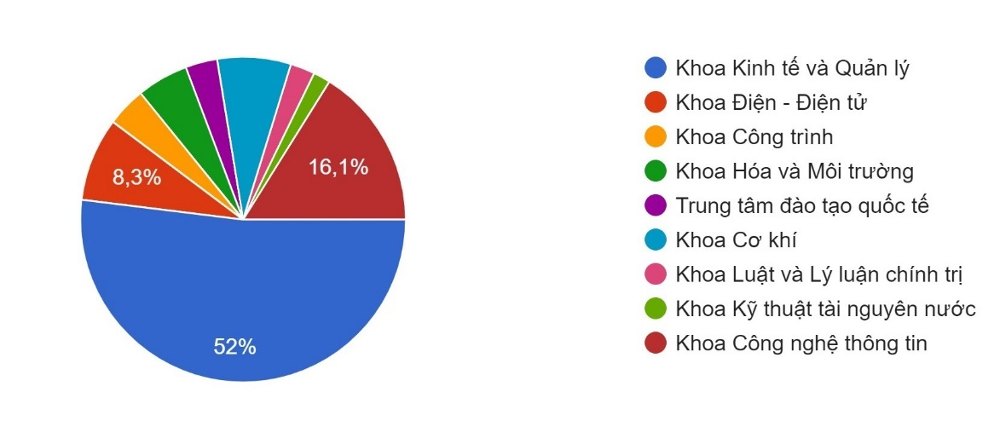 16,1%
8,3%
52%
Khoa Kinh tế và Quản lý
Khoa Điện - Điện tử
Khoa Công trình
Khoa Hóa và Môi trường
Trung tâm đào tạo quốc tế
Khoa Cơ khí
Khoa Luật và Lý luận chính trị
Khoa Kỹ thuật tài nguyên nước
Khoa Công nghệ thông tin